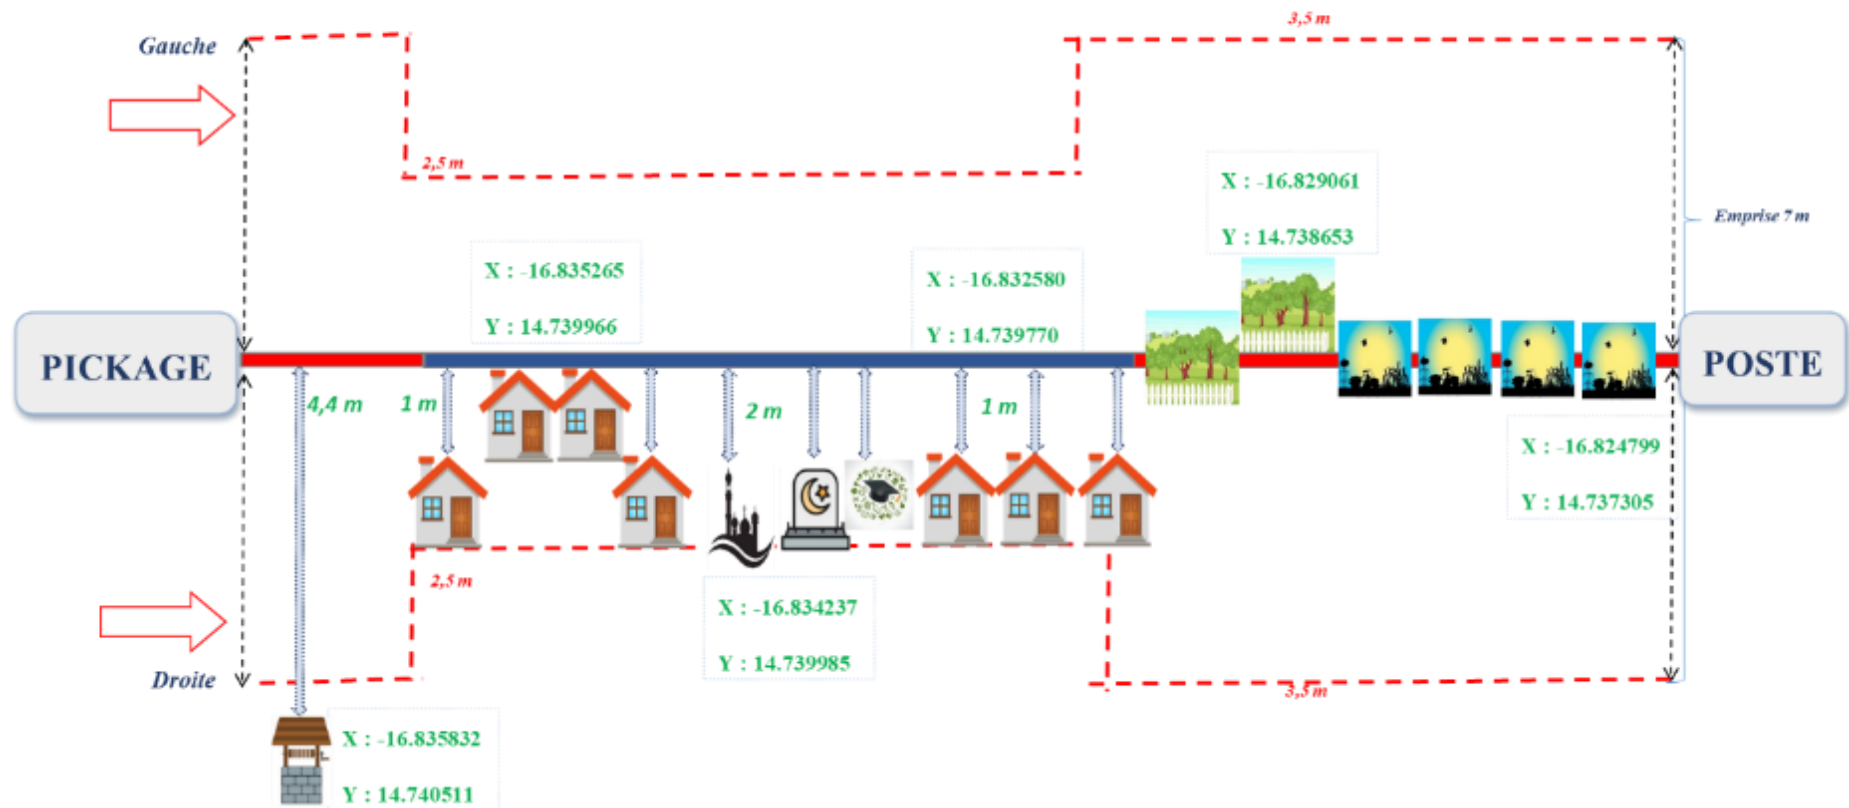 3,5 m
Gauche
2,5 m
X : -16.829061
Y : 14.738653
Emprise 7 m
X : -16.835265
Y : 14.739966
X : -16.832580
Y : 14.739770
PICKAGE
POSTE
4,4 m
1 m
2 m
1 m
X : -16.824799
Y : 14.737305
2,5 m
X : -16.834237
Y : 14.739985
Droite
3,5 m
X : -16.835832
Y : 14.740511